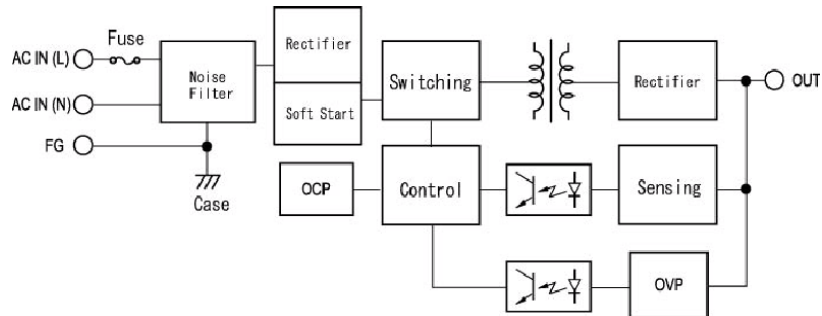 AC IN (L)
Fuse
AC IN (N)
FG
Noise
Filter
Case
Rectifier
Soft Start
Switching
Rectifier
OUT
OCP
Control
Sensing
OVP